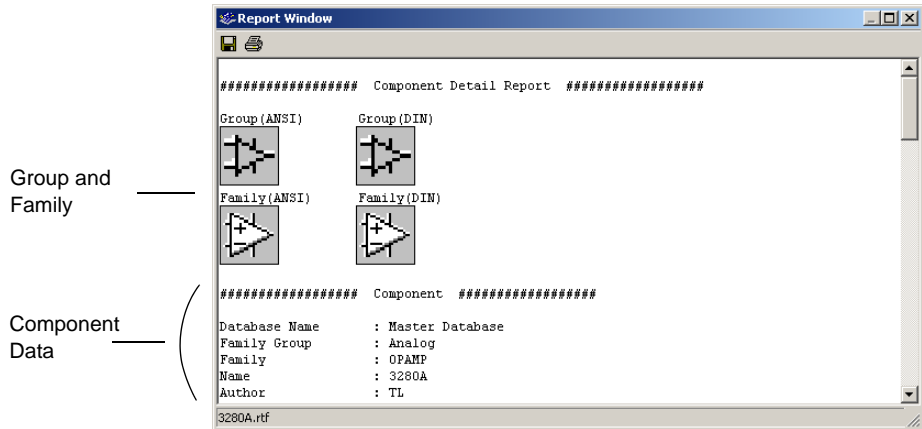 Report Window
################## Component Detail Report ##################
Group(ANSI) Group(DIN)
Group and
Family
Family(ANSI) Family(DIN)
################## Component ##################
Component
Data
Database Name : Master Database
Family Group : Analog
Family : OPAMP
Name : 3280A
Author : TL
3280A.rtf